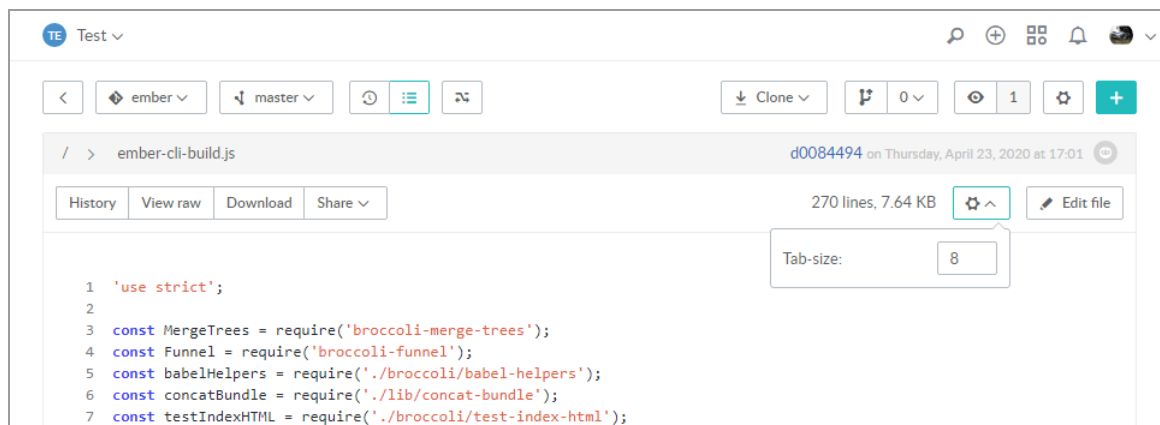 TE Test
ember master Clone 0 1 +
/ > ember-cli-build.js d0084494 on Thursday, April 23, 2020 at 17:01
History View raw Download Share 270 lines, 7.64 KB Edit file
Tab-size: 8
1 'use strict';
2
3 const MergeTrees = require('broccoli-merge-trees');
4 const Funnel = require('broccoli-funnel');
5 const babelHelpers = require('./broccoli/babel-helpers');
6 const concatBundle = require('./lib/concat-bundle');
7 const testIndexHTML = require('./broccoli/test-index-html');